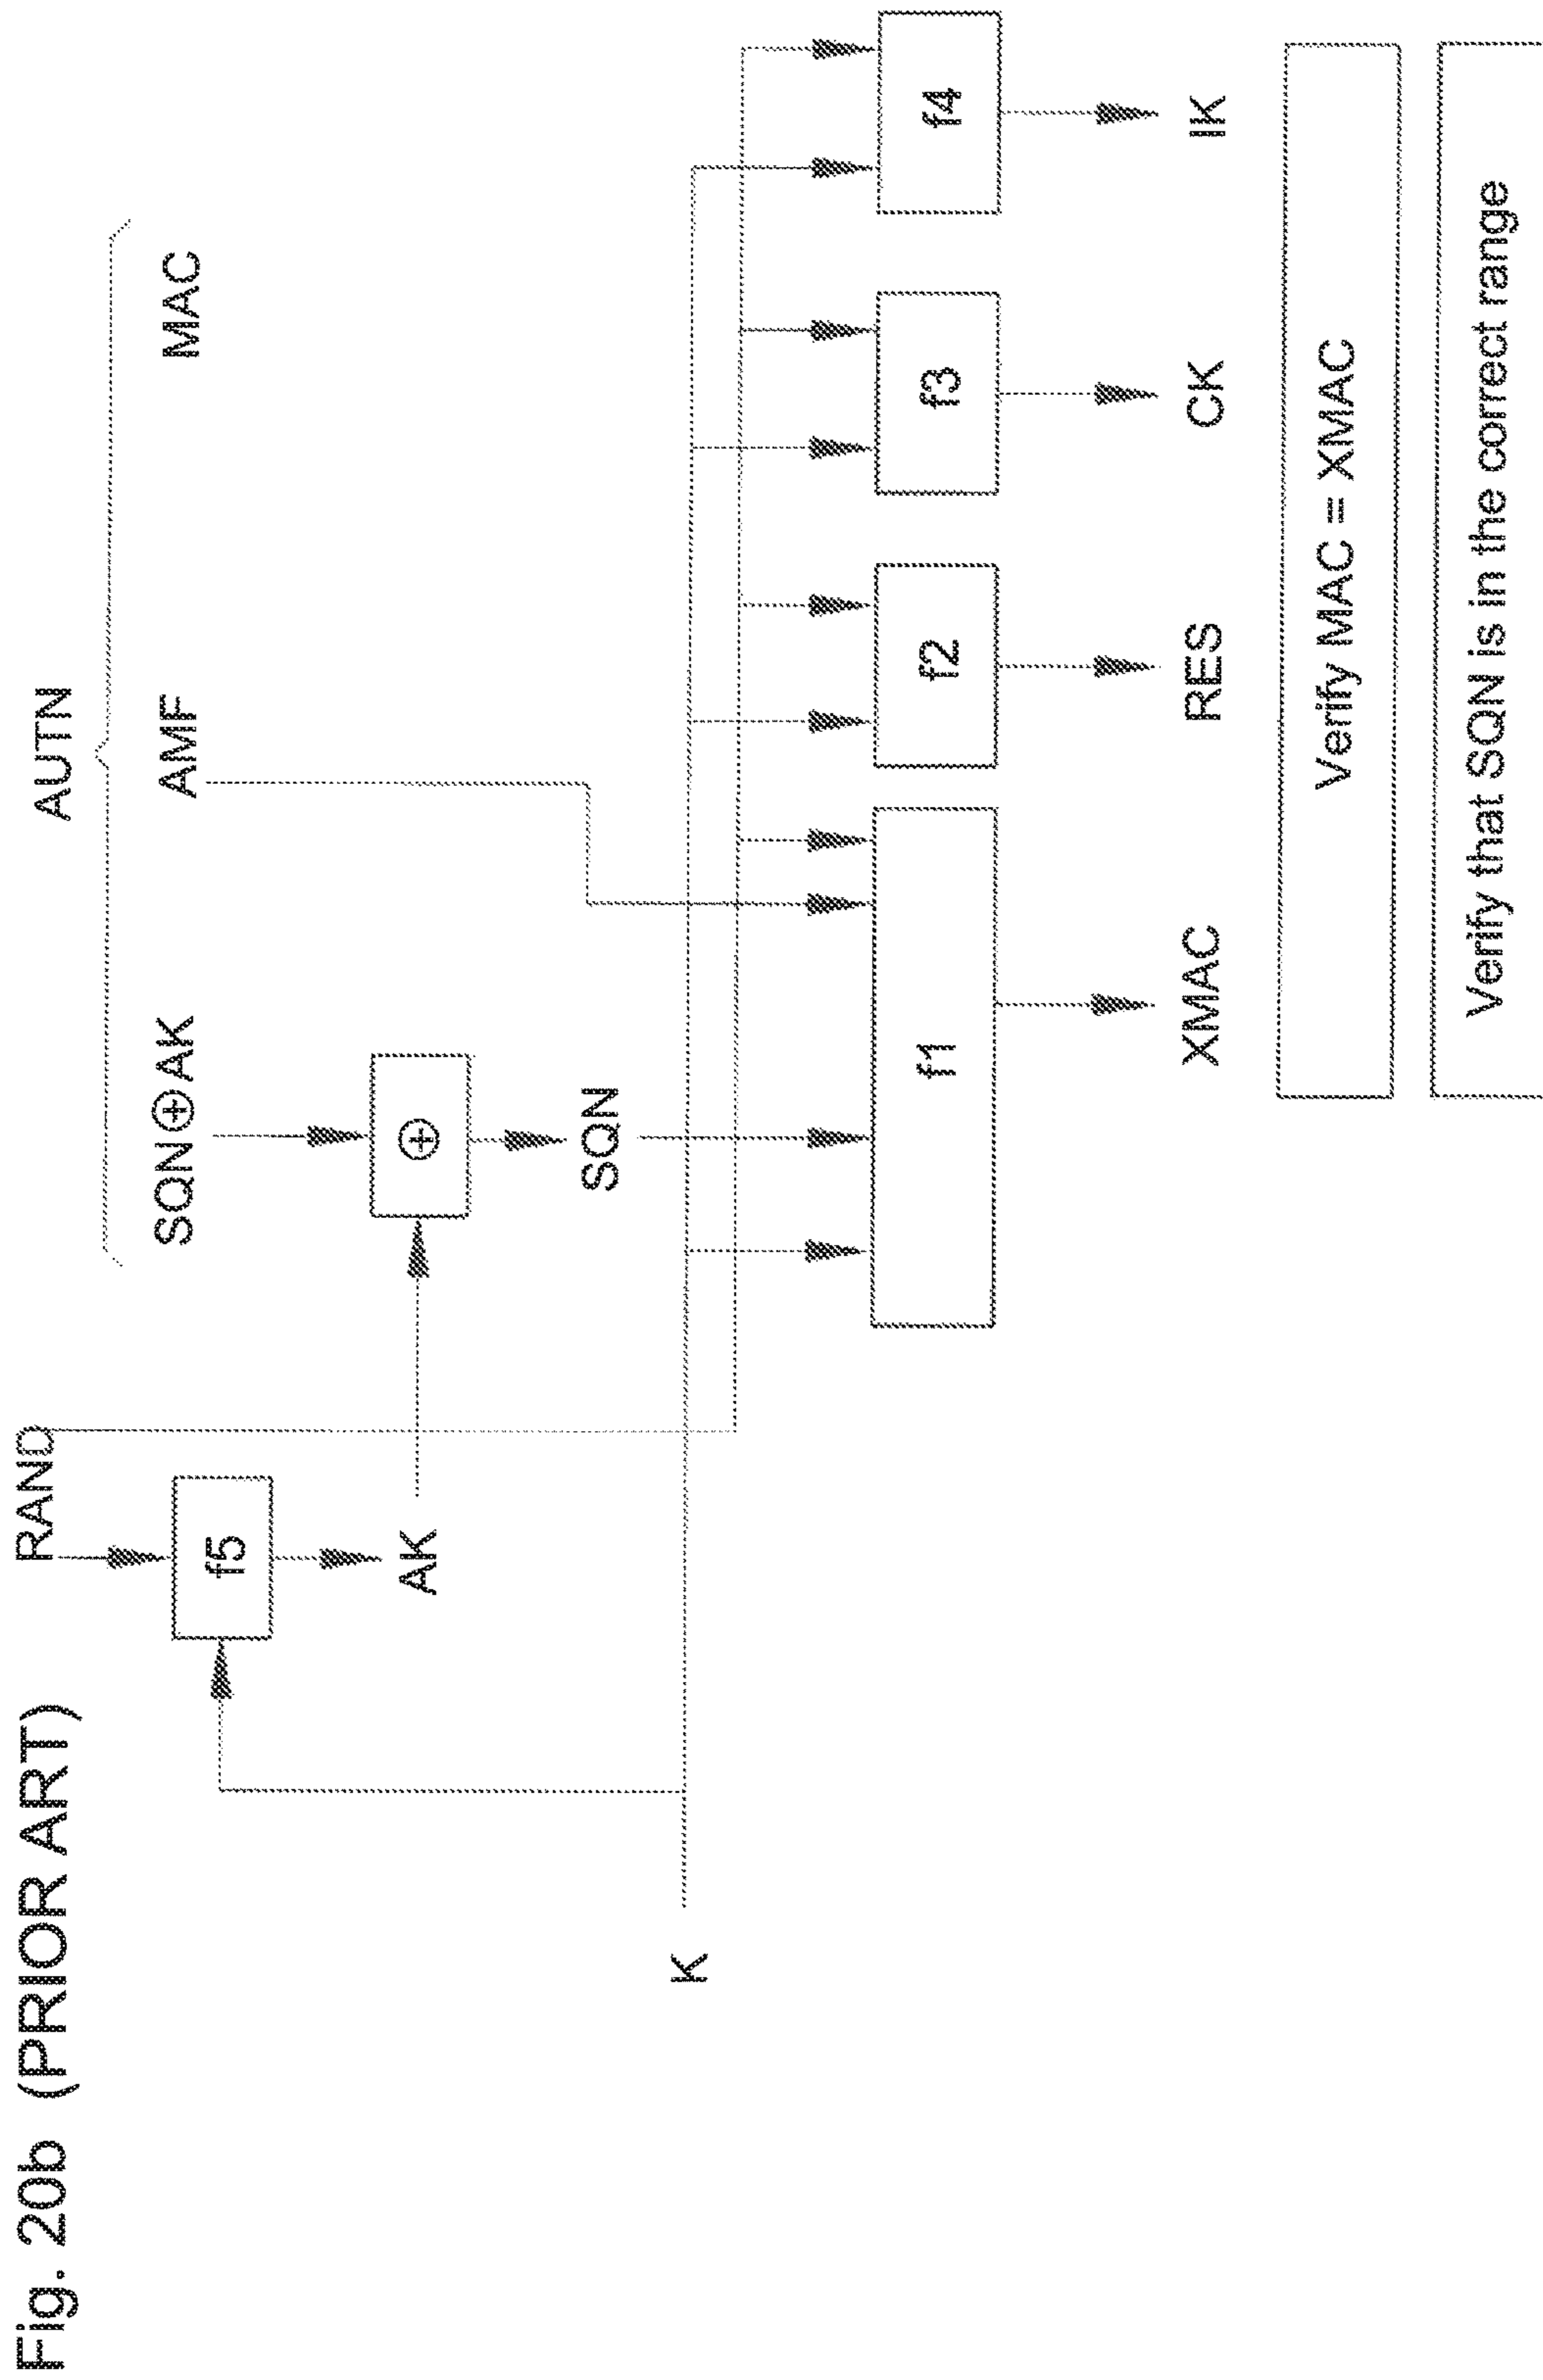 Fig. 20b (PRIOR ART)
RAND
AUTN
f5
SQN⊕AK
AMF
MAC
AK
⊕
SQN
K
f1
f2
f3
f4
XMAC
RES
CK
IK
Verify MAC = XMAC
Verify that SQN is in the correct range